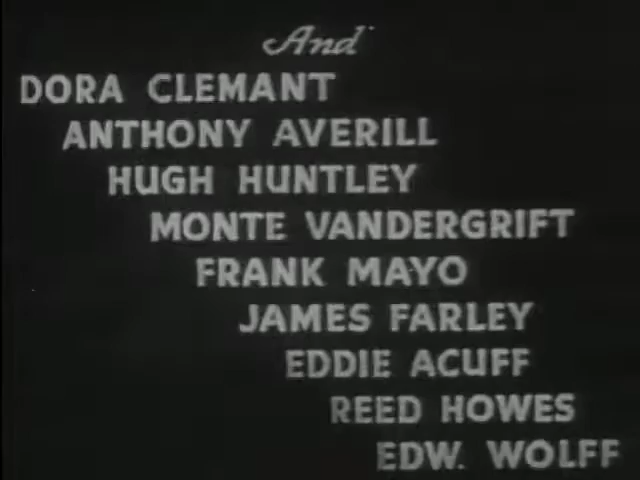 And
DORA CLEMANT
ANTHONY AVERILL
HUGH HUNTLEY
MONTE VANDERGRIFT
FRANK MAYO
JAMES FARLEY
EDDIE ACUFF
REED HOWES
EDW. WOLFF